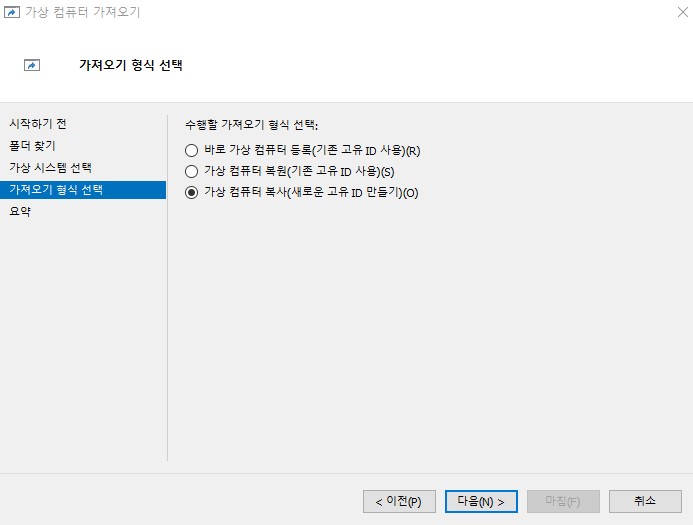 가상 컴퓨터 가져오기
가져오기 형식 선택
시작하기 전
폴더 찾기
가상 시스템 선택
가져오기 형식 선택
요약
수행할 가져오기 형식 선택:
바로 가상 컴퓨터 등록(기존 고유 ID 사용)(R)
가상 컴퓨터 복원(기존 고유 ID 사용)(S)
가상 컴퓨터 복사(새로운 고유 ID 만들기)(O)
< 이전(P) 다음(N) > 마침(F) 취소